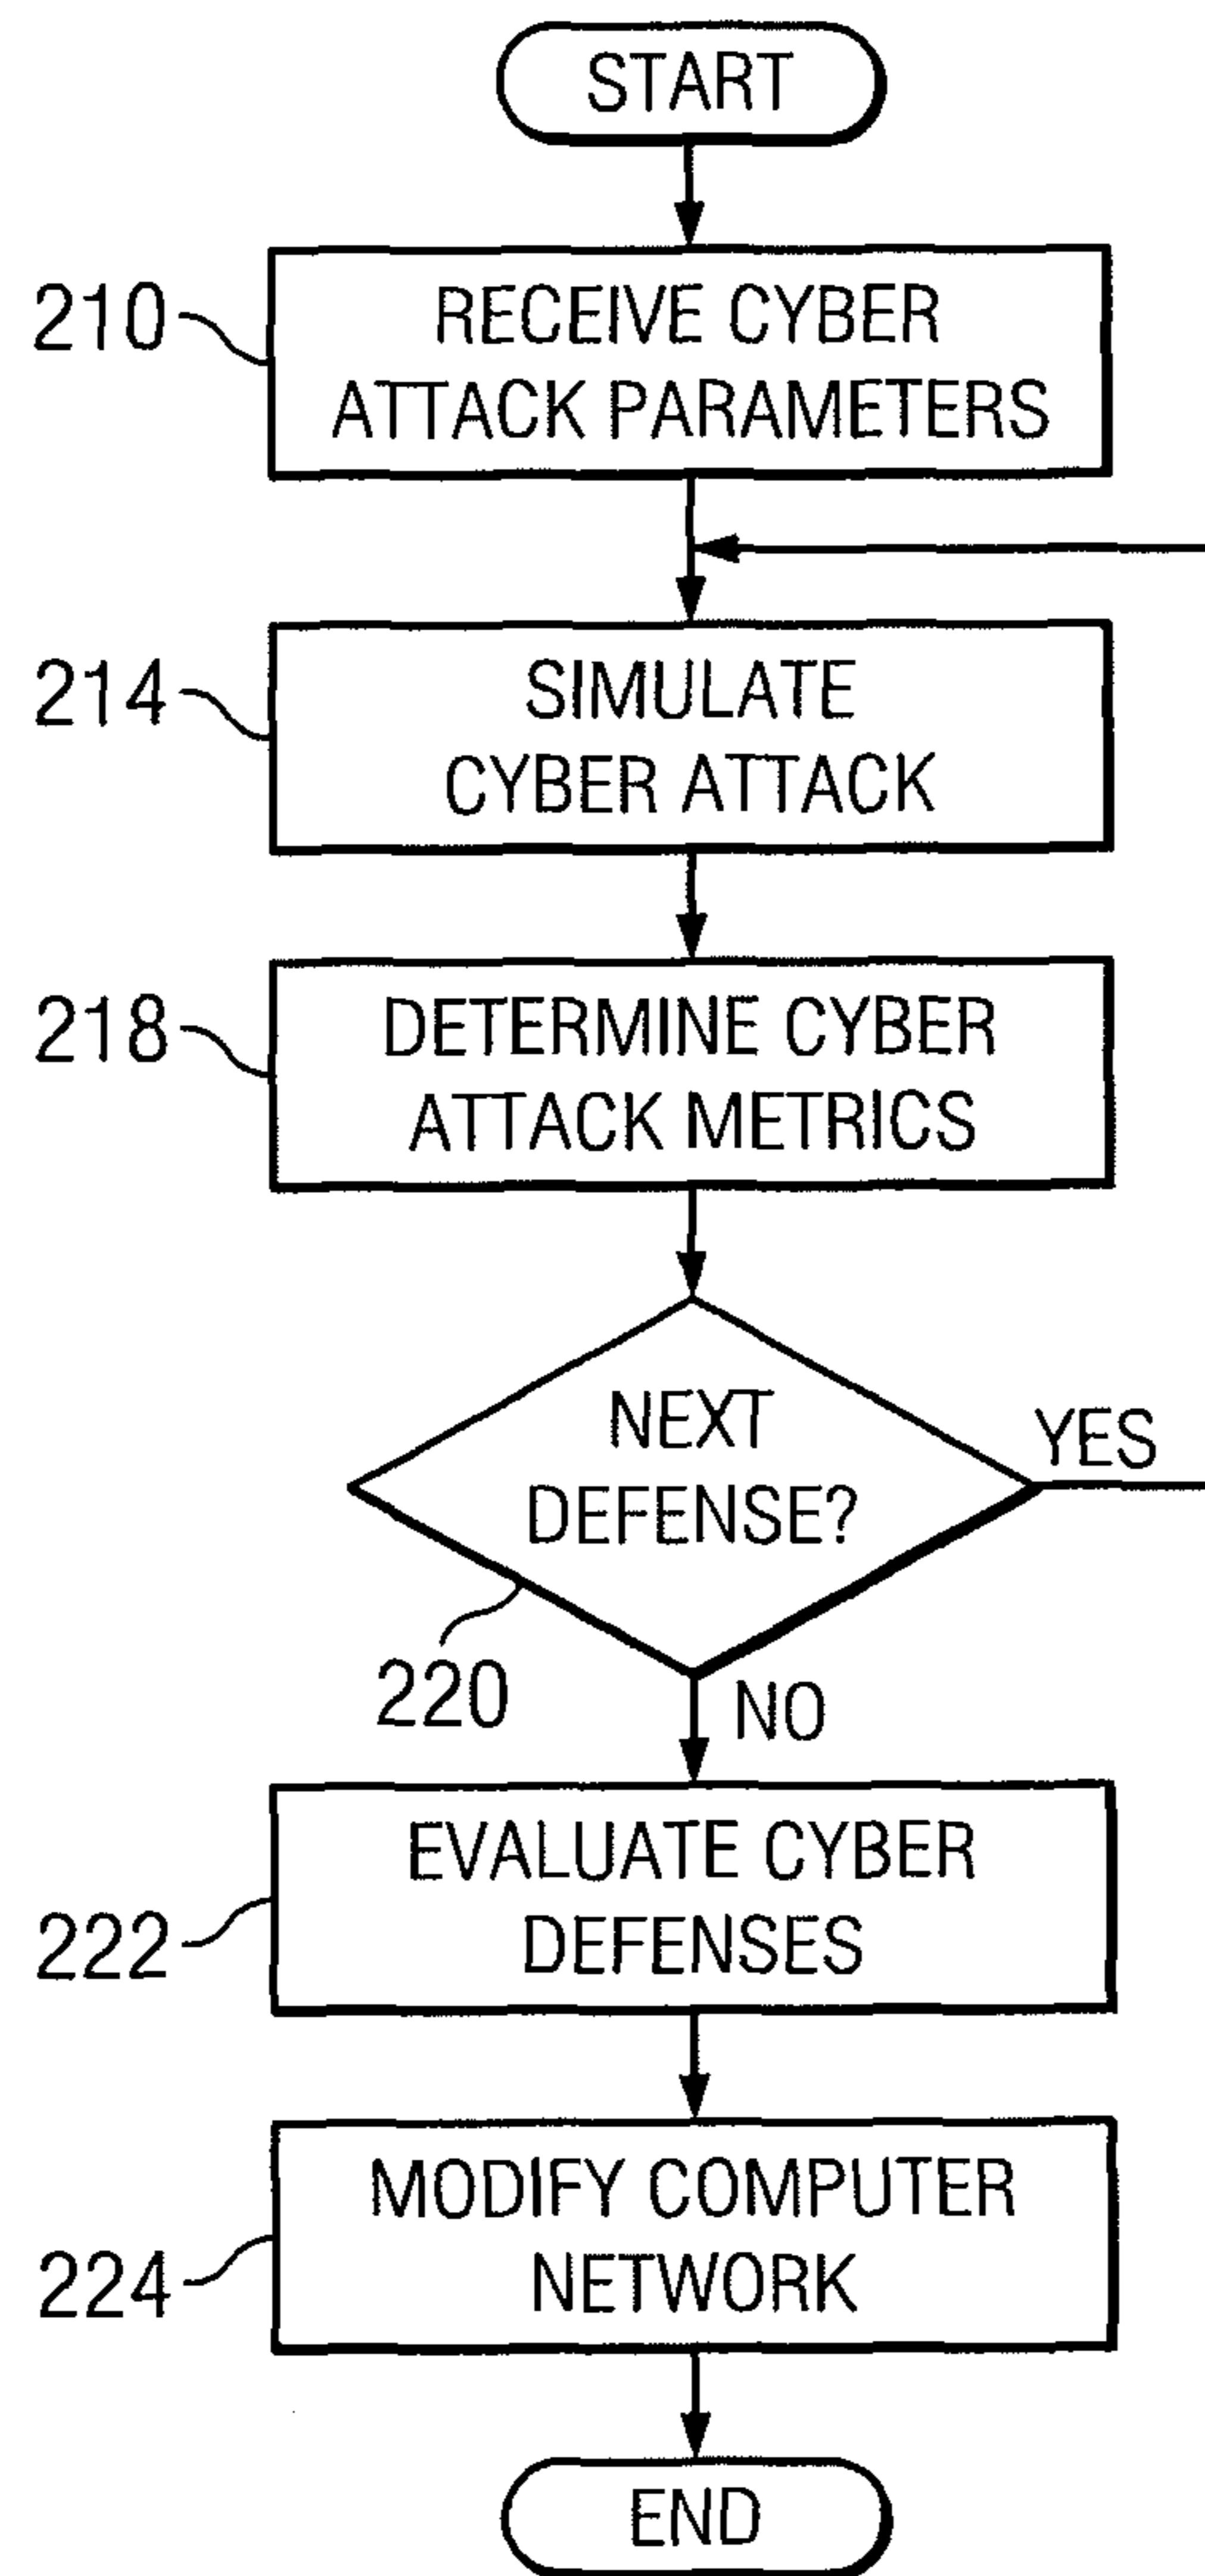 START
210
RECEIVE CYBER
ATTACK PARAMETERS
214
SIMULATE
CYBER ATTACK
218
DETERMINE CYBER
ATTACK METRICS
NEXT
DEFENSE?
YES
220
NO
222
EVALUATE CYBER
DEFENSES
224
MODIFY COMPUTER
NETWORK
END